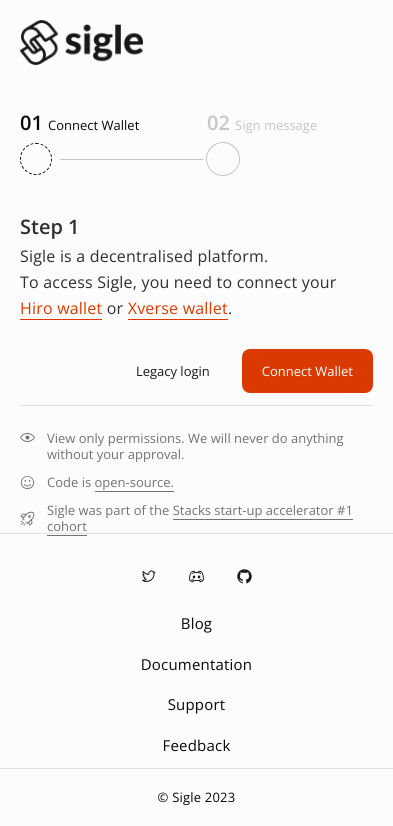 sigle
01 Connect Wallet
02 Sign message
Step 1
Sigle is a decentralised platform.
To access Sigle, you need to connect your
Hiro wallet or Xverse wallet.
Legacy login
Connect Wallet
View only permissions. We will never do anything
without your approval.
Code is open-source.
Sigle was part of the Stacks start-up accelerator #1
cohort
Blog
Documentation
Support
Feedback
© Sigle 2023